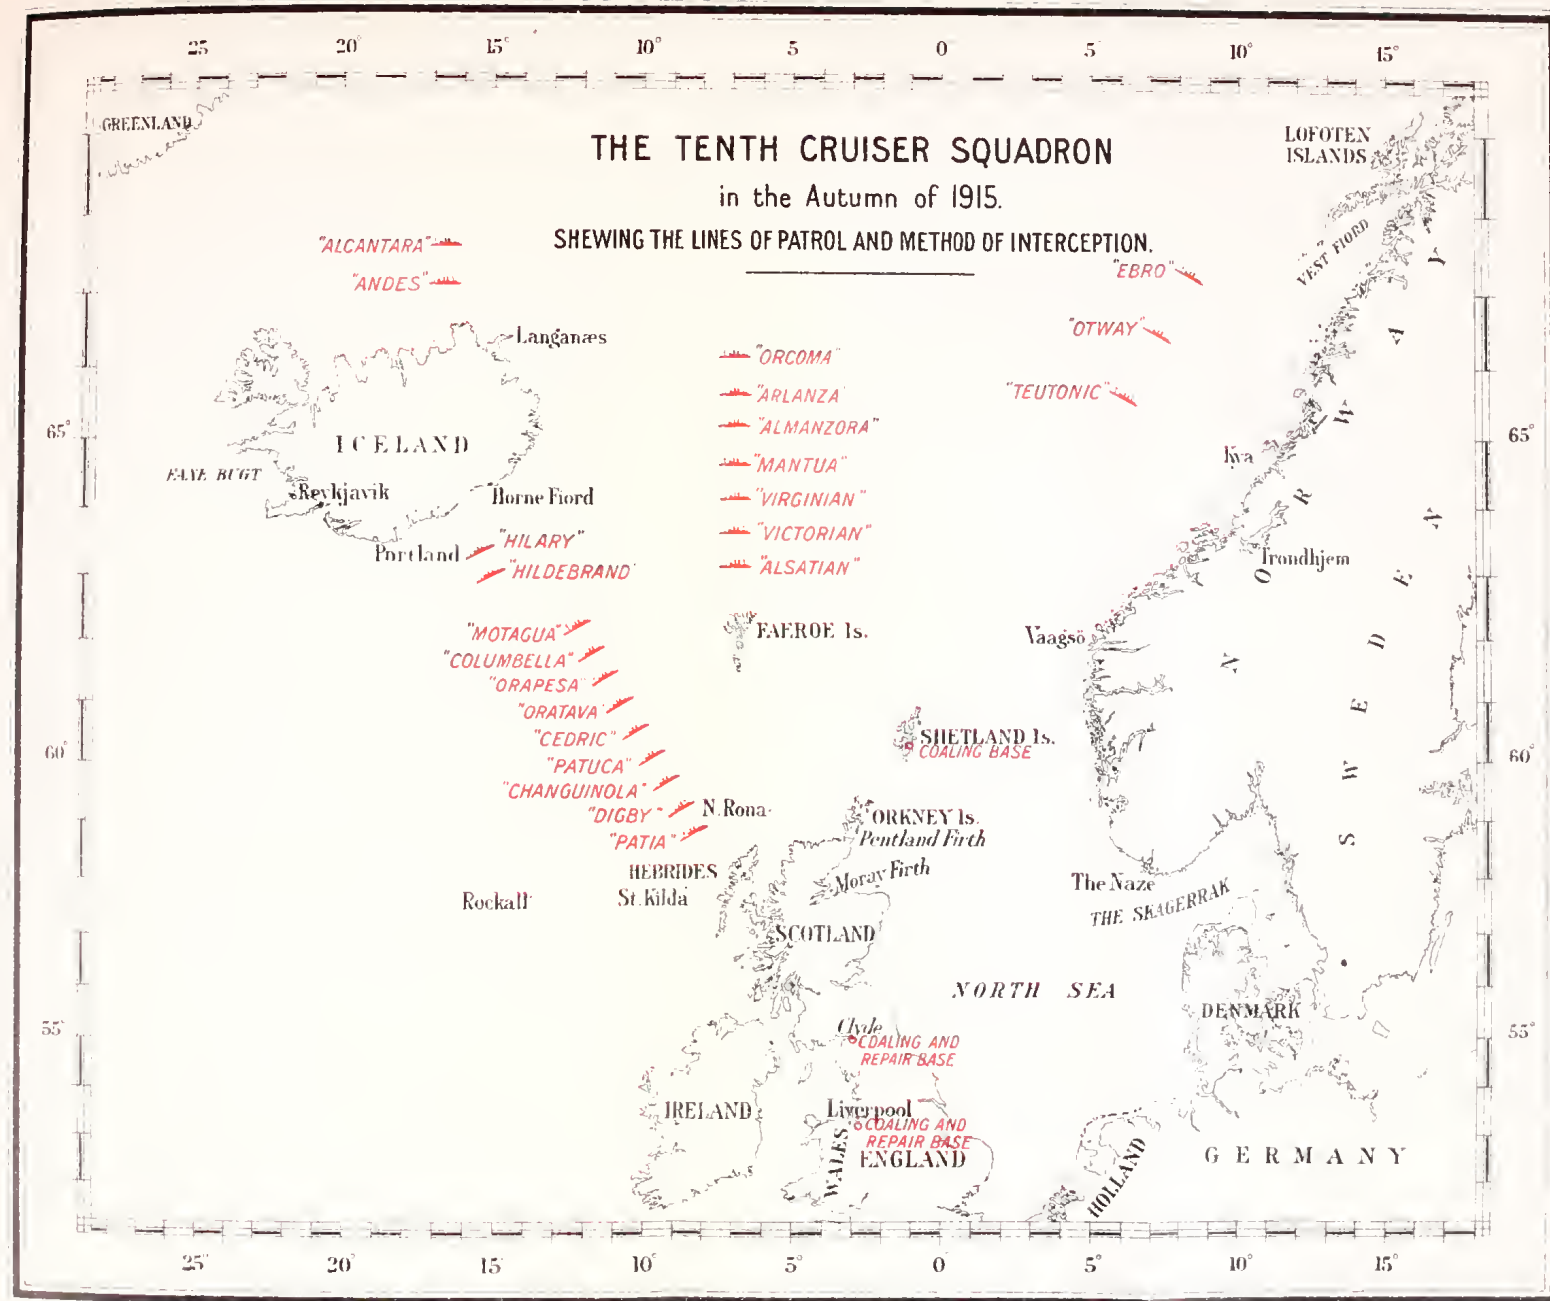 25 20° 15° 10° 5 0 5° 10° 15°
GREENLAND
THE TENTH CRUISER SQUADRON
in the Autumn of 1915.
SHEWING THE LINES OF PATROL AND METHOD OF INTERCEPTION.
LOFOTEN
ISLANDS
VEST FIORD
"ALCANTARA"
"ANDES"
"EBRO"
"OTWAY"
"TEUTONIC"
Langanæs
"ORCOMA"
"ARLANZA"
"ALMANZORA"
"MANTUA"
"VIRGINIAN"
"VICTORIAN"
"ALSATIAN"
65°
65°
ICELAND
FAXE BUGT
Reykjavik
Horne Fiord
Portland
"HILARY"
"HILDEBRAND"
Kya
Trondhjem
NORWAY
SWEDEN
"MOTAGUA"
"COLUMBELLA"
"ORAPESA"
"ORATAVA"
"CEDRIC"
"PATUCA"
"CHANGUINOLA"
"DIGBY"
"PATIA"
FAEROE Is.
Vaagsö
SHETLAND Is.
COALING BASE
60°
60°
N. Rona
ORKNEY Is.
Pentland Firth
HEBRIDES
Moray Firth
Rockall
St. Kilda
The Naze
THE SKAGERRAK
SCOTLAND
NORTH SEA
DENMARK
55°
55°
Clyde
COALING AND
REPAIR BASE
IRELAND
Liverpool
COALING AND
REPAIR BASE
WALES
ENGLAND
HOLLAND
GERMANY
25° 20° 15 10° 5° 0 5° 10° 15°